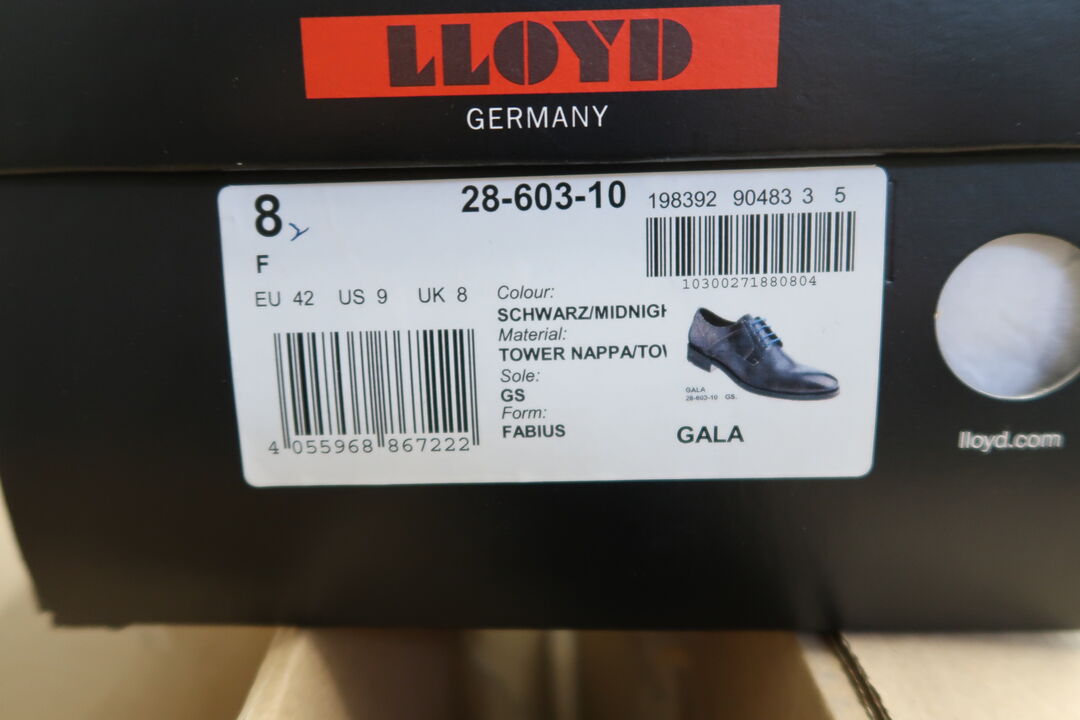 LLOYD
GERMANY
8
28-603-10
198392 90483 3 5
10300271880804
F
EU 42 US 9 UK 8
4 055968 867222
Colour:
SCHWARZ/MIDNIGH
Material:
TOWER NAPPA/TOW
Sole:
GS
Form:
FABIUS
GALA
28-603-10 GS.
GALA
lloyd.com